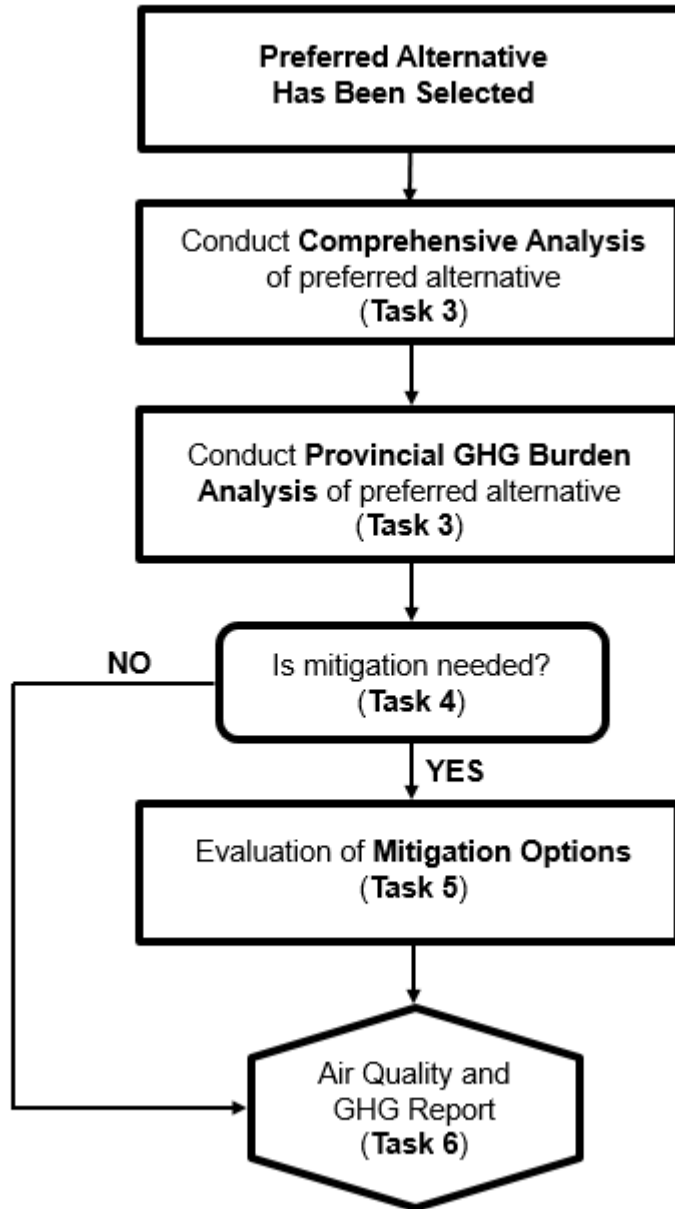 Preferred Alternative
Has Been Selected
Conduct Comprehensive Analysis
of preferred alternative
(Task 3)
Conduct Provincial GHG Burden
Analysis of preferred alternative
(Task 3)
NO
Is mitigation needed?
(Task 4)
YES
Evaluation of Mitigation Options
(Task 5)
Air Quality and
GHG Report
(Task 6)